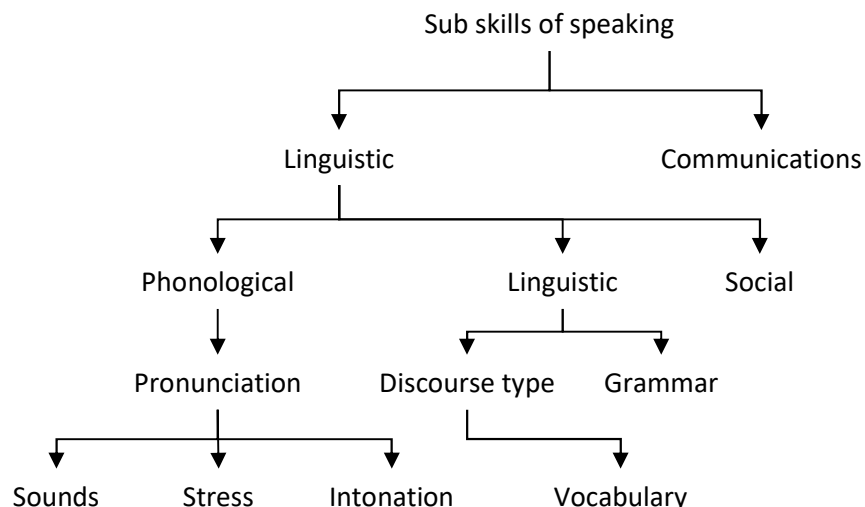 Sub skills of speaking
Linguistic Communications
Phonological Linguistic Social
Pronunciation Discourse type Grammar
Sounds Stress Intonation Vocabulary